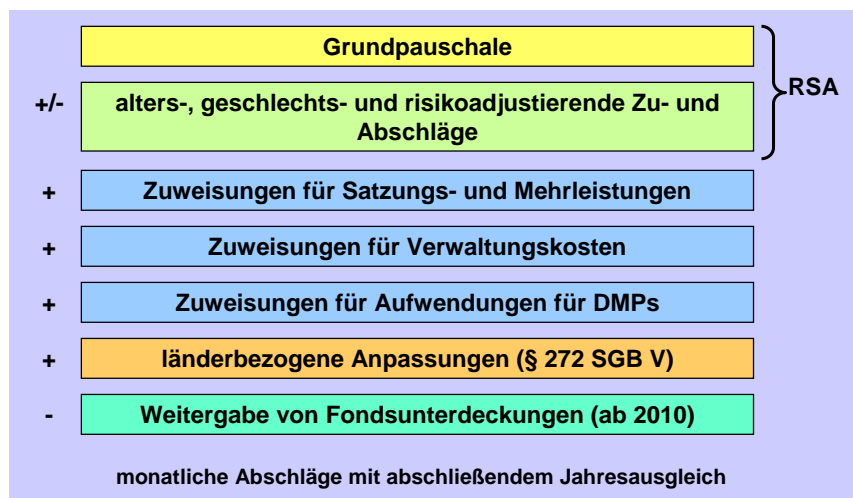 Grundpauschale
+/- alters-, geschlechts- und risikoadjustierende Zu- und
Abschläge
RSA
+ Zuweisungen für Satzungs- und Mehrleistungen
+ Zuweisungen für Verwaltungskosten
+ Zuweisungen für Aufwendungen für DMPs
+ länderbezogene Anpassungen (§ 272 SGB V)
- Weitergabe von Fondsunterdeckungen (ab 2010)
monatliche Abschläge mit abschließendem Jahresausgleich